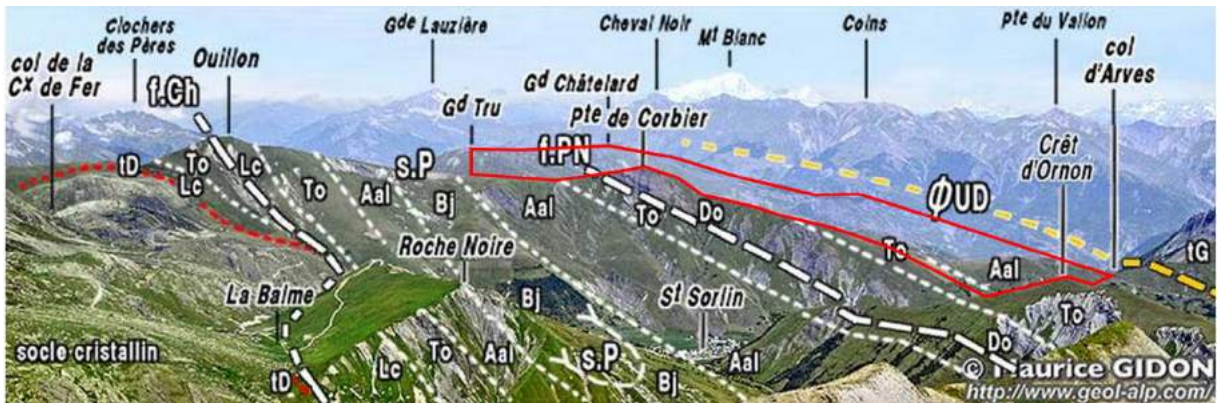 Clochers
des Pères
Gde Lauzière
Cheval Noir
Mt Blanc
Coins
Pte du Vallon
col de la
Cx de Fer
Ouillon
Gd Châtelard
col
d'Arves
f.Ch
Gd Tru
Pte de Corbier
tD
To
Lc
s.P
f.PN
Crêt
d'Ornon
Lc
To
Aal
Bj
Aal
To
Do
ϕUD
To
Aal
tG
Roche Noire
La Balme
Bj
St Sorlin
To
Do
socle cristallin
tD
Lc
To
Aal
s.P
Bj
Aal
© Maurice GIDON
http://www.geol-alp.com/